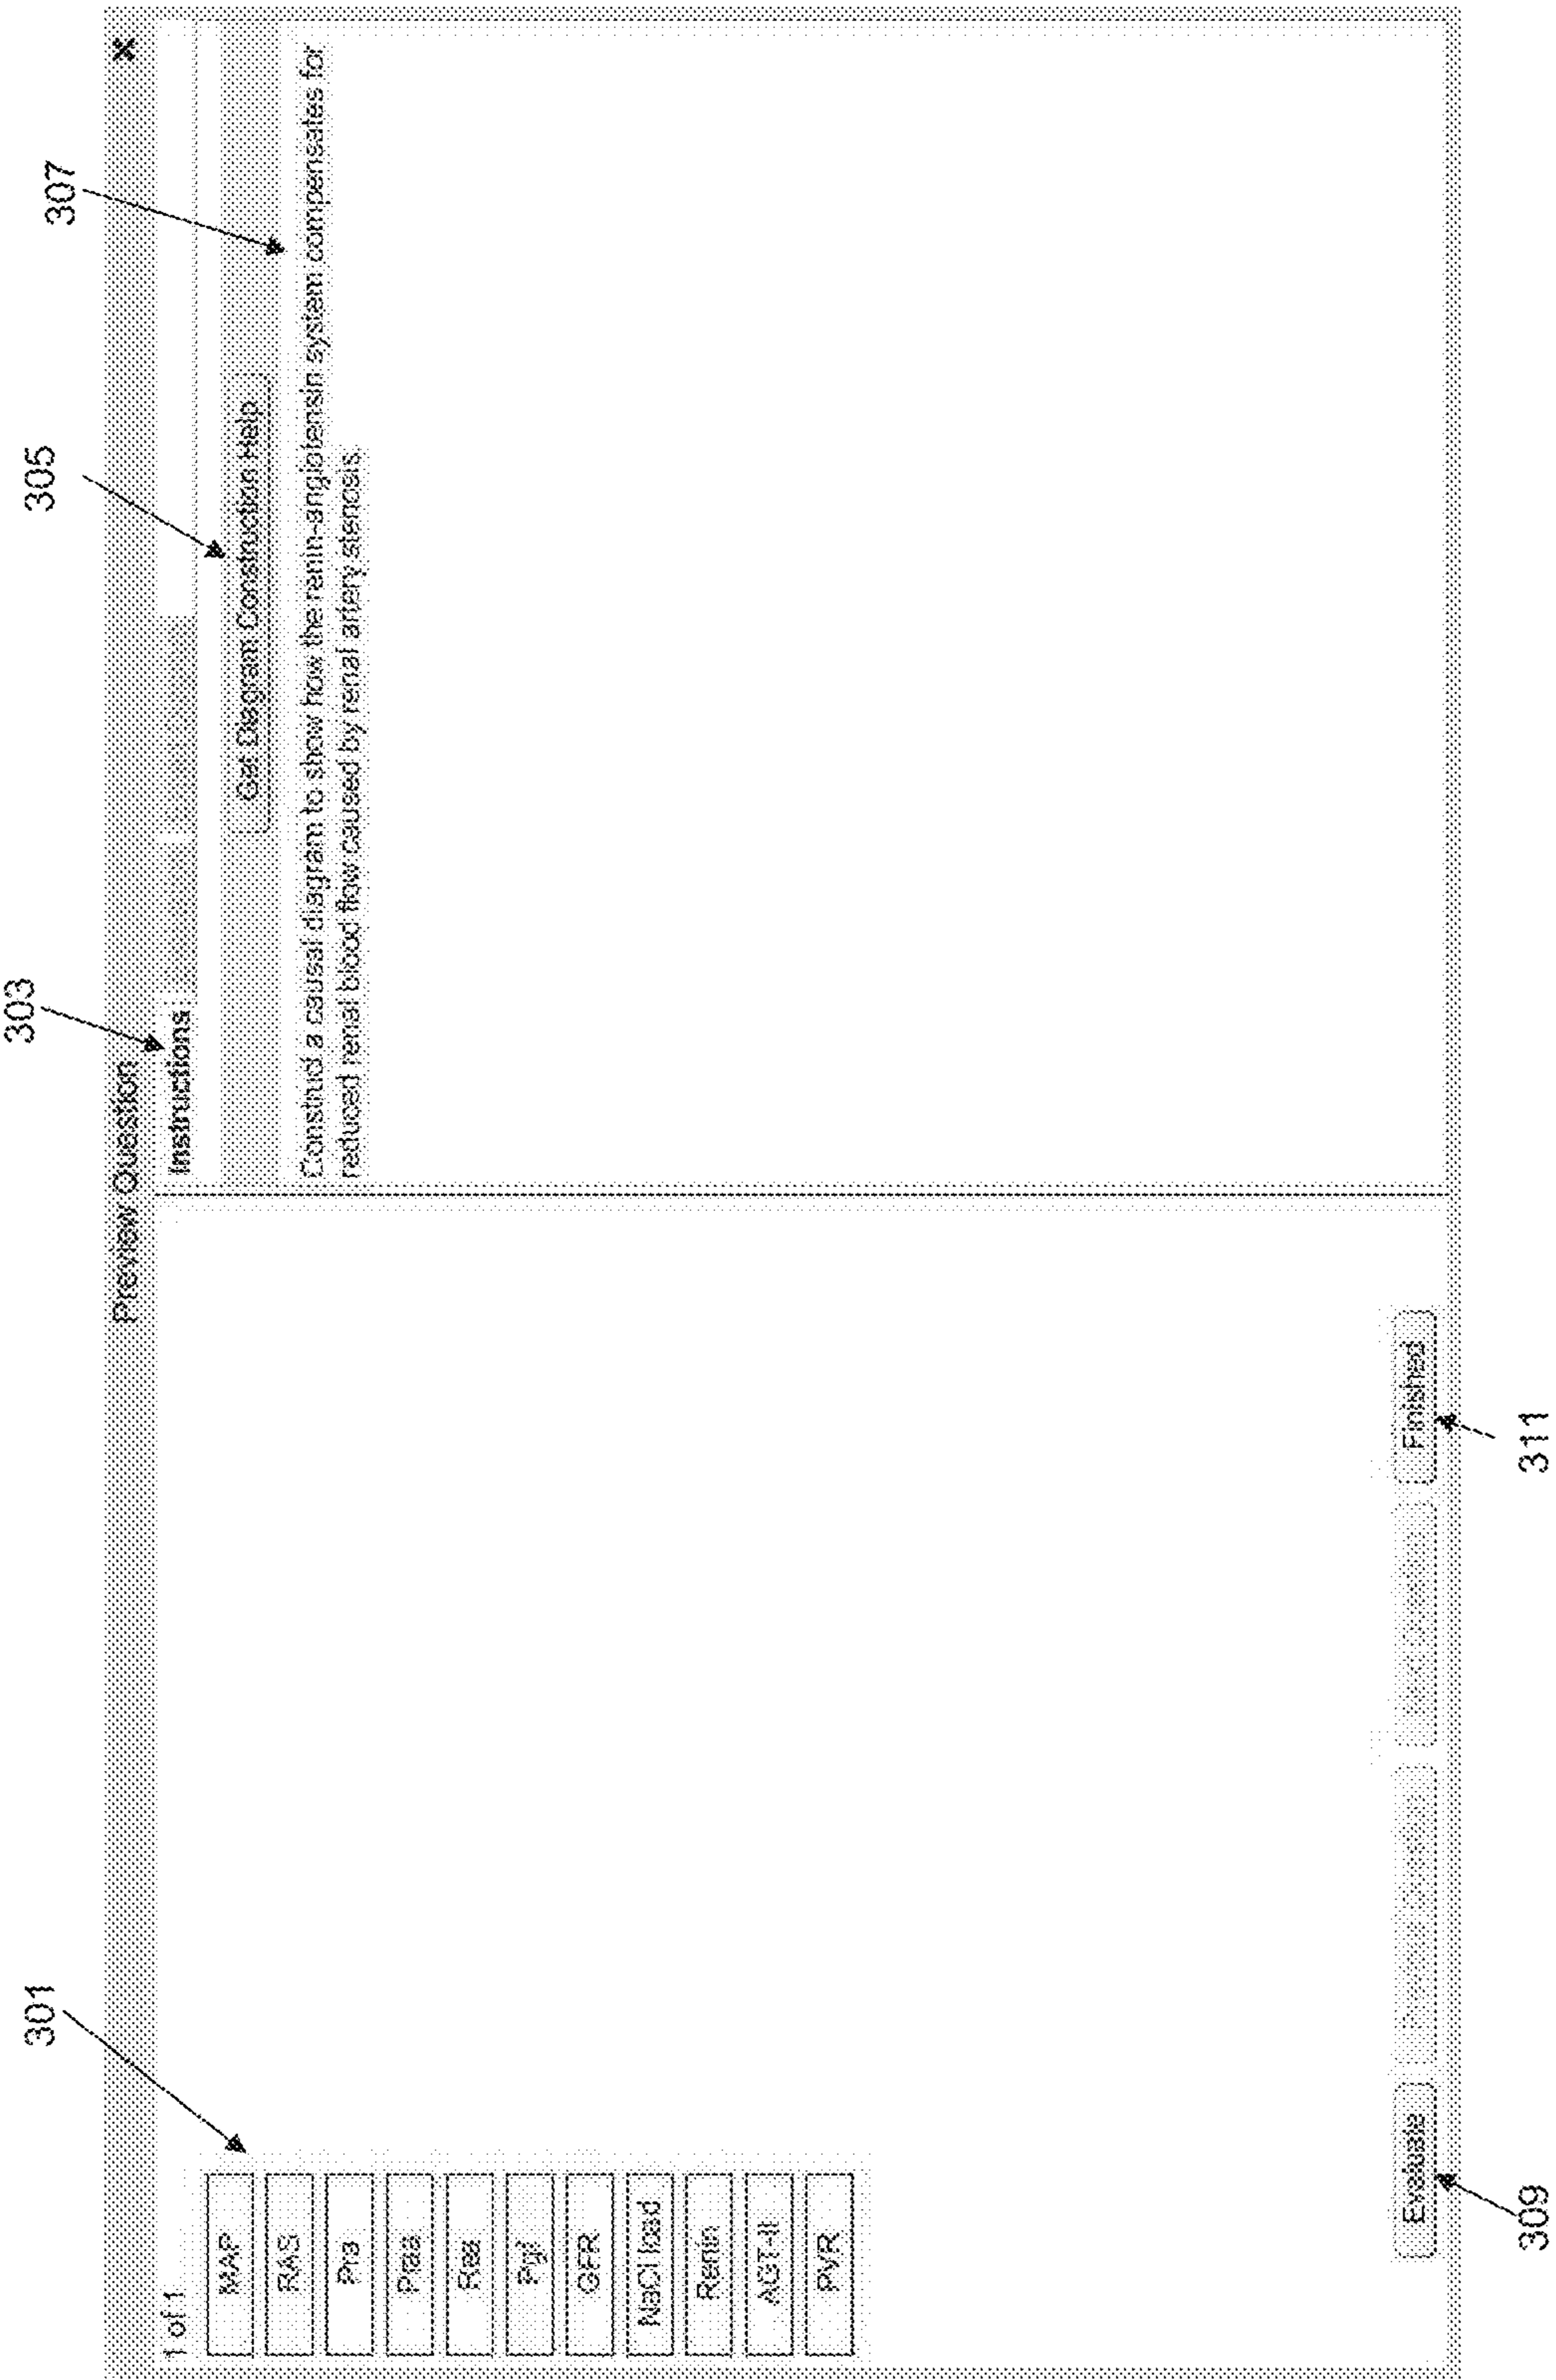 Preview Question
X
1 of 1
MAP
RAS
Pra
Raa
Pgf
GFR
NaCl load
Renin
AGT-II
PVR
Instructions
Get Diagram Construction Help
Construct a causal diagram to show how the renin-angiotensin system compensates for
reduced renal blood flow caused by renal artery stenosis.
Evaluate
Finished
301
303
305
307
309
311